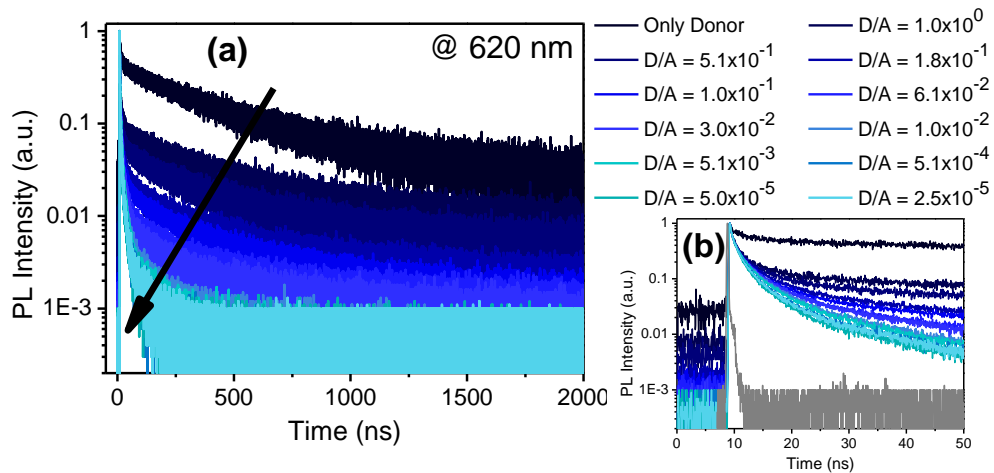 (a)
@ 620 nm
PL Intensity (a.u.)
1
0.1
0.01
1E-3
0
500
1000
1500
2000
Time (ns)
Only Donor
D/A = 1.0x10⁰
D/A = 5.1x10⁻¹
D/A = 1.8x10⁻¹
D/A = 1.0x10⁻¹
D/A = 6.1x10⁻²
D/A = 3.0x10⁻²
D/A = 1.0x10⁻²
D/A = 5.1x10⁻³
D/A = 5.1x10⁻⁴
D/A = 5.0x10⁻⁵
D/A = 2.5x10⁻⁵
(b)
PL Intensity (a.u.)
1
0.1
0.01
1E-3
0
10
20
30
40
50
Time (ns)